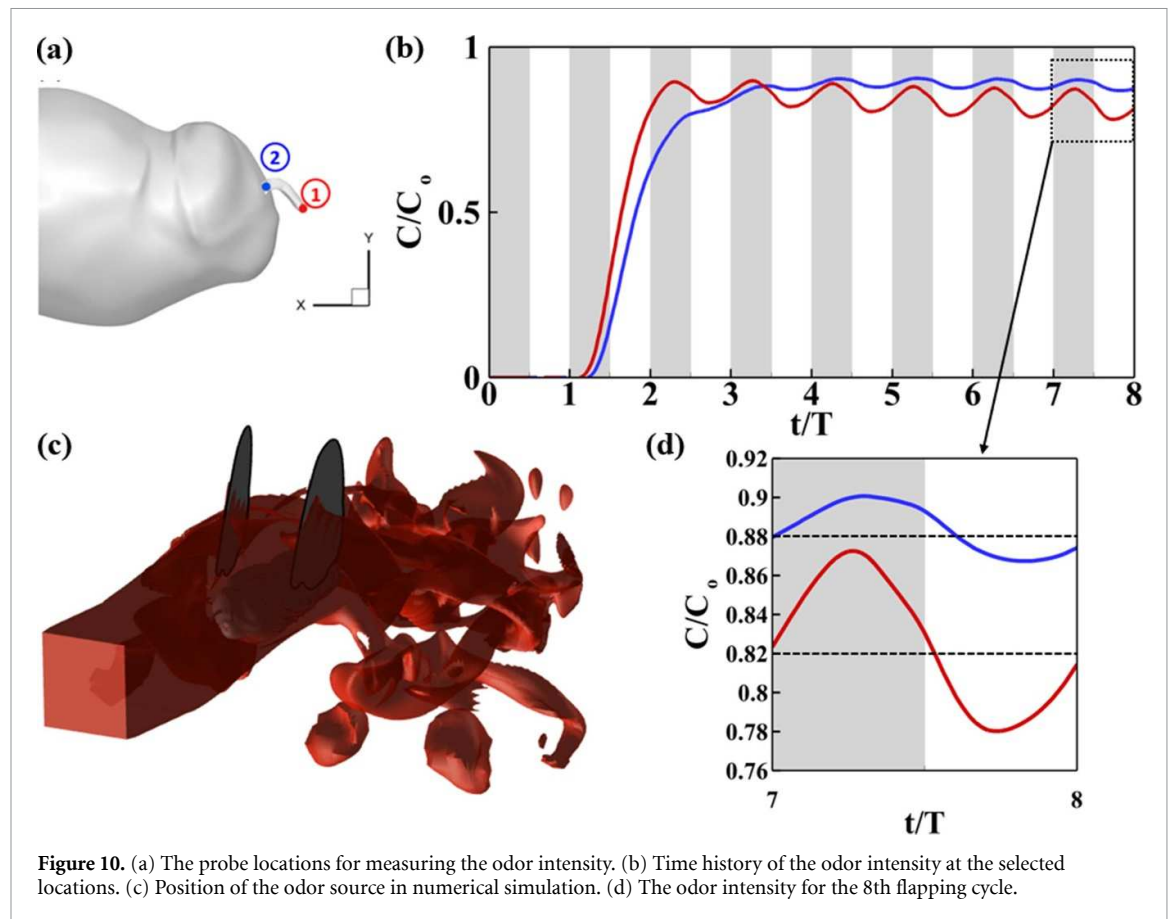 (a)
2
1
Y
X
(b)
1
0.5
0
C/Cₒ
0 1 2 3 4 5 6 7 8
t/T
(c)
(d)
0.92
0.9
0.88
0.86
0.84
0.82
0.8
0.78
0.76
C/Cₒ
7 8
t/T
Figure 10. (a) The probe locations for measuring the odor intensity. (b) Time history of the odor intensity at the selected
locations. (c) Position of the odor source in numerical simulation. (d) The odor intensity for the 8th flapping cycle.